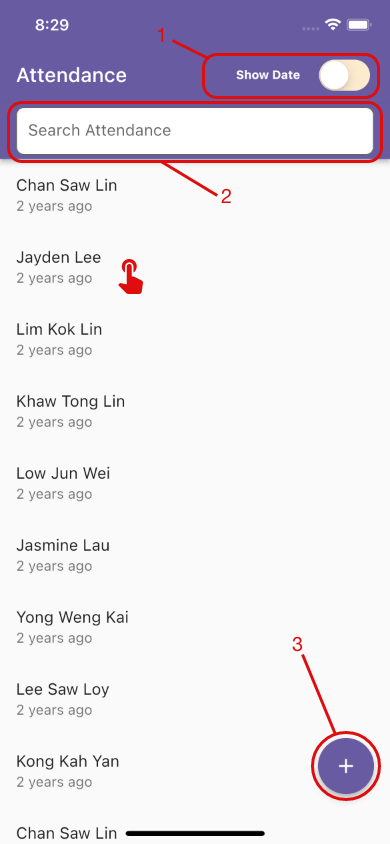 8:29
1
Attendance
Show Date
Search Attendance
2
Chan Saw Lin
2 years ago
Jayden Lee
2 years ago
Lim Kok Lin
2 years ago
Khaw Tong Lin
2 years ago
Low Jun Wei
2 years ago
Jasmine Lau
2 years ago
Yong Weng Kai
2 years ago
3
Lee Saw Loy
2 years ago
Kong Kah Yan
2 years ago
+
Chan Saw Lin